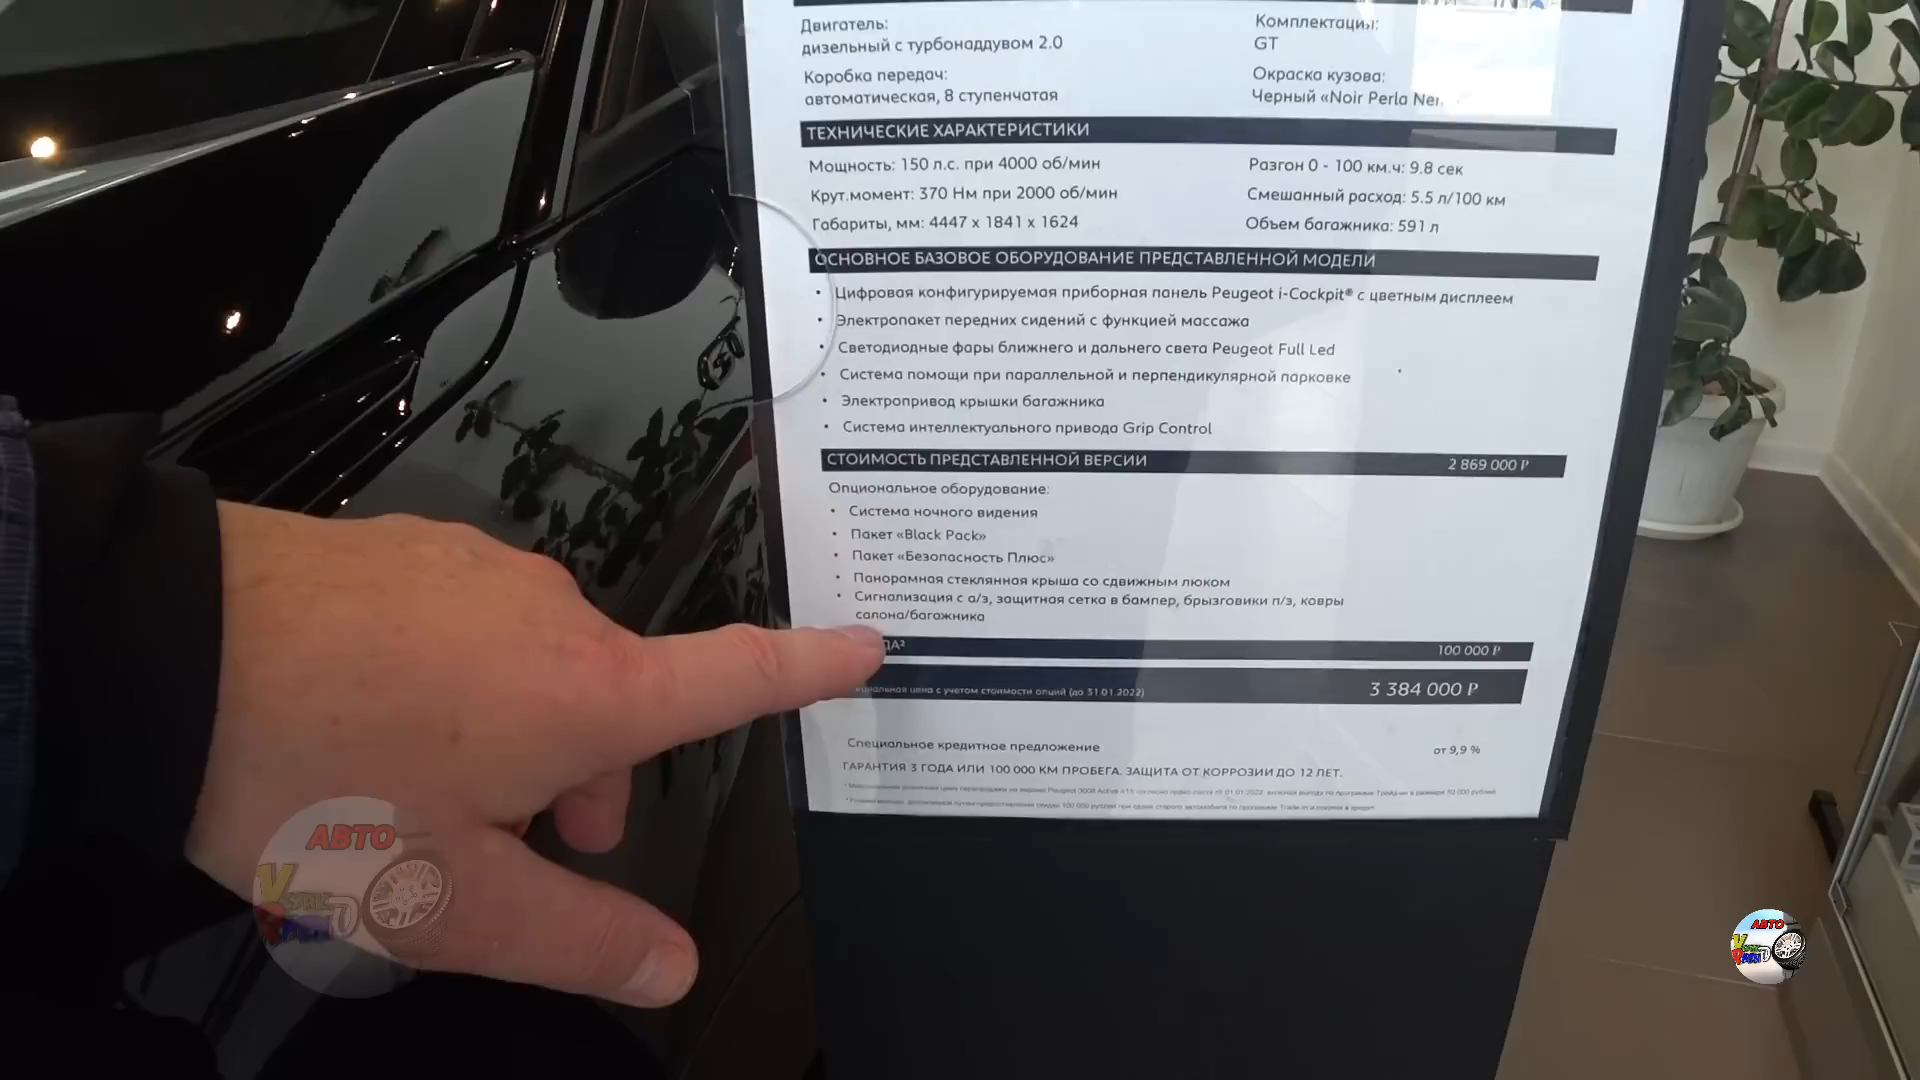 Двигатель:
дизельный с турбонаддувом 2.0
Комплектация:
GT
Коробка передач:
автоматическая, 8 ступенчатая
Окраска кузова:
Черный «Noir Perla
ТЕХНИЧЕСКИЕ ХАРАКТЕРИСТИКИ
Мощность: 150 л.с. при 4000 об/мин
Разгон 0 - 100 км.ч: 9.8 сек
Крут.момент: 370 Нм при 2000 об/мин
Смешанный расход: 5.5 л/100 км
Габариты, мм: 4447 x 1841 x 1624
Объем багажника: 591 л
ОСНОВНОЕ БАЗОВОЕ ОБОРУДОВАНИЕ ПРЕДСТАВЛЕННОЙ МОДЕЛИ
• Цифровая конфигурируемая приборная панель Peugeot i-Cockpit® с цветным дисплеем
• Электропакет передних сидений с функцией массажа
• Светодиодные фары ближнего и дальнего света Peugeot Full Led
• Система помощи при параллельной и перпендикулярной парковке
• Электропривод крышки багажника
• Система интеллектуального привода Grip Control
СТОИМОСТЬ ПРЕДСТАВЛЕННОЙ ВЕРСИИ 2 869 000 ₽
Опциональное оборудование:
• Система ночного видения
• Пакет «Black Pack»
• Пакет «Безопасность Плюс»
• Панорамная стеклянная крыша со сдвижным люком
• Сигнализация с а/з, защитная сетка в бампер, брызговики п/з, ковры
салона/багажника
ДА² 100 000 ₽
цена с учетом стоимости опций (до 31.01.2022) 3 384 000 ₽
Специальное кредитное предложение от 9,9 %
ГАРАНТИЯ 3 ГОДА ИЛИ 100 000 КМ ПРОБЕГА. ЗАЩИТА ОТ КОРРОЗИИ ДО 12 ЛЕТ.
АВТО
АВТО